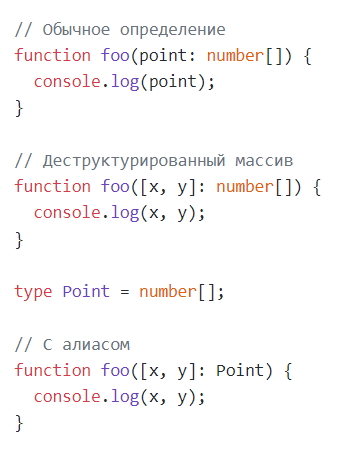 // Обычное определение
function foo(point: number[]) {
  console.log(point);
}

// Деструктурированный массив
function foo([x, y]: number[]) {
  console.log(x, y);
}

type Point = number[];

// С алиасом
function foo([x, y]: Point) {
  console.log(x, y);
}